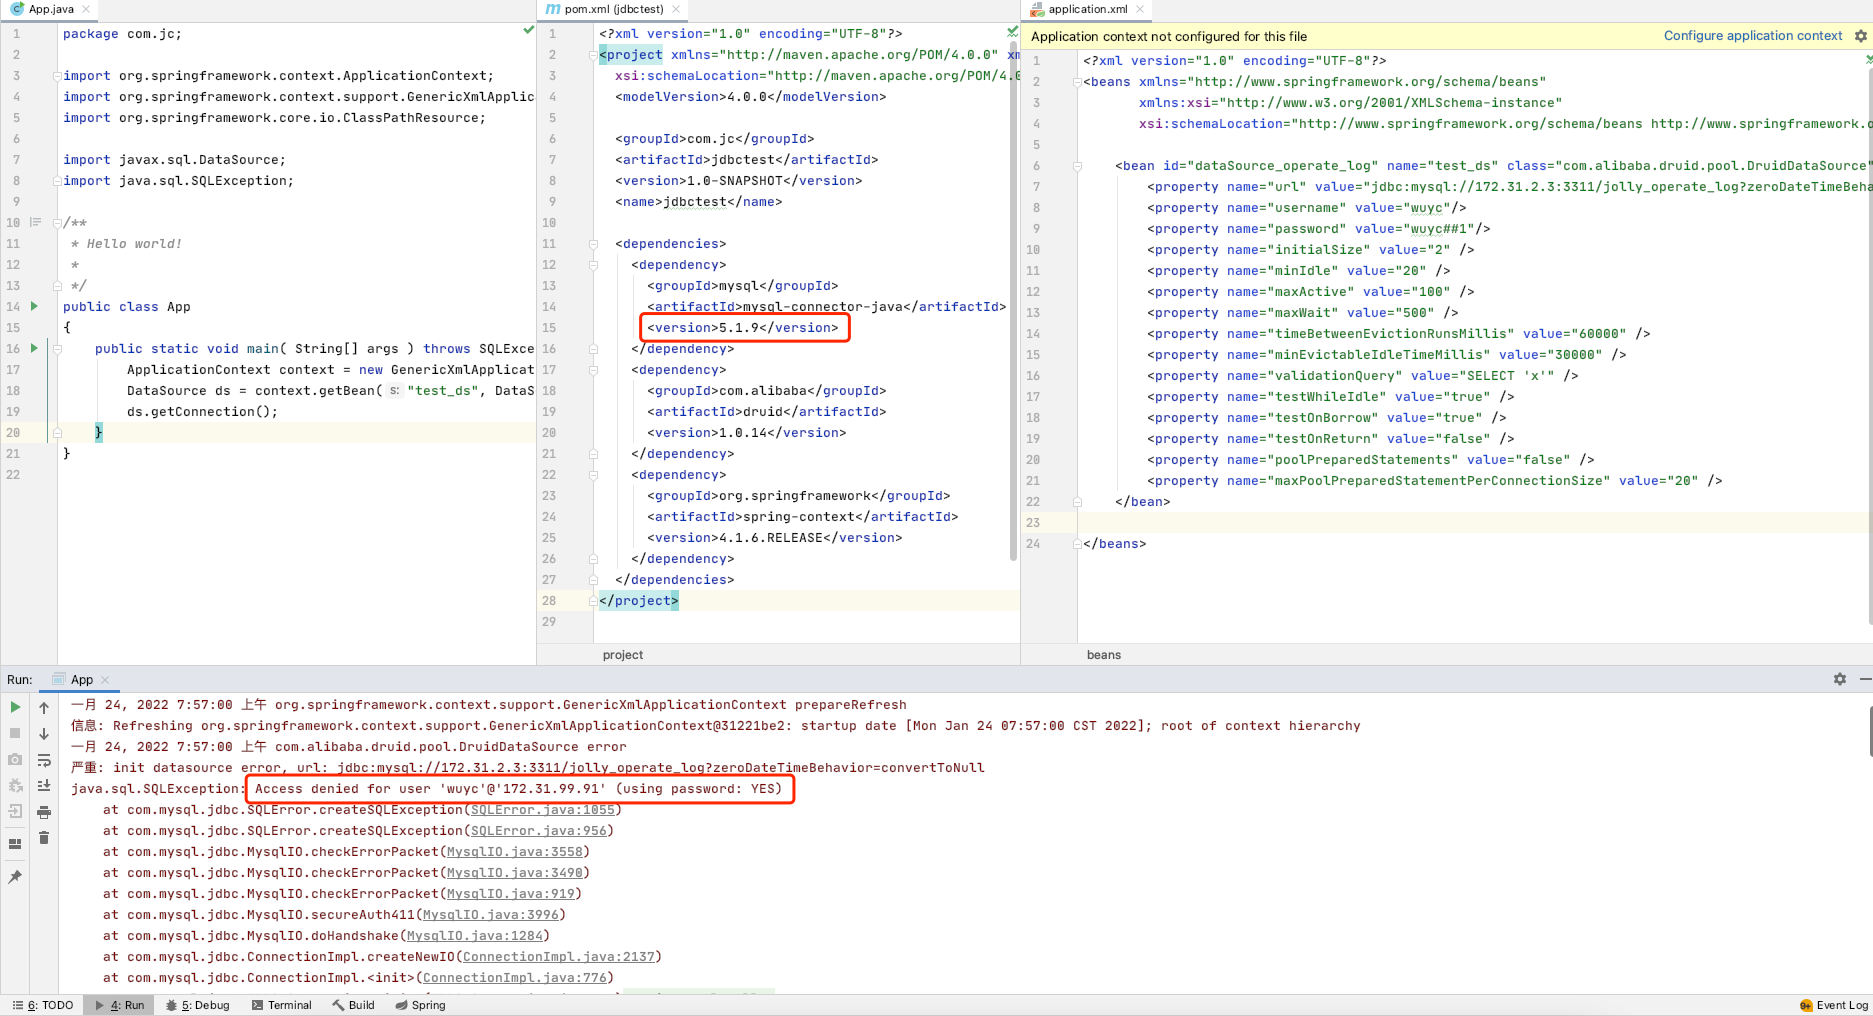 App.java
1 package com.jc;
2
3 import org.springframework.context.ApplicationContext;
4 import org.springframework.context.support.GenericXmlApplic
5 import org.springframework.core.io.ClassPathResource;
6
7 import javax.sql.DataSource;
8 import java.sql.SQLException;
9
10 /**
11 * Hello world!
12 *
13 */
14 public class App
15 {
16 public static void main( String[] args ) throws SQLExce
17 ApplicationContext context = new GenericXmlApplicat
18 DataSource ds = context.getBean( s: "test_ds", DataS
19 ds.getConnection();
20 }
21 }
22
pom.xml (jdbctest)
1 <?xml version="1.0" encoding="UTF-8"?>
2 <project xmlns="http://maven.apache.org/POM/4.0.0" xm
3 xsi:schemaLocation="http://maven.apache.org/POM/4.0
4 <modelVersion>4.0.0</modelVersion>
5
6 <groupId>com.jc</groupId>
7 <artifactId>jdbctest</artifactId>
8 <version>1.0-SNAPSHOT</version>
9 <name>jdbctest</name>
10
11 <dependencies>
12 <dependency>
13 <groupId>mysql</groupId>
14 <artifactId>mysql-connector-java</artifactId>
15 <version>5.1.9</version>
16 </dependency>
17 <dependency>
18 <groupId>com.alibaba</groupId>
19 <artifactId>druid</artifactId>
20 <version>1.0.14</version>
21 </dependency>
22 <dependency>
23 <groupId>org.springframework</groupId>
24 <artifactId>spring-context</artifactId>
25 <version>4.1.6.RELEASE</version>
26 </dependency>
27 </dependencies>
28 </project>
29
project
application.xml
Application context not configured for this file Configure application context
1 <?xml version="1.0" encoding="UTF-8"?>
2 <beans xmlns="http://www.springframework.org/schema/beans"
3 xmlns:xsi="http://www.w3.org/2001/XMLSchema-instance"
4 xsi:schemaLocation="http://www.springframework.org/schema/beans http://www.springframework.o
5
6 <bean id="dataSource_operate_log" name="test_ds" class="com.alibaba.druid.pool.DruidDataSource"
7 <property name="url" value="jdbc:mysql://172.31.2.3:3311/jolly_operate_log?zeroDateTimeBeha
8 <property name="username" value="wuyc"/>
9 <property name="password" value="wuyc##1"/>
10 <property name="initialSize" value="2" />
11 <property name="minIdle" value="20" />
12 <property name="maxActive" value="100" />
13 <property name="maxWait" value="500" />
14 <property name="timeBetweenEvictionRunsMillis" value="60000" />
15 <property name="minEvictableIdleTimeMillis" value="30000" />
16 <property name="validationQuery" value="SELECT 'x'" />
17 <property name="testWhileIdle" value="true" />
18 <property name="testOnBorrow" value="true" />
19 <property name="testOnReturn" value="false" />
20 <property name="poolPreparedStatements" value="false" />
21 <property name="maxPoolPreparedStatementPerConnectionSize" value="20" />
22 </bean>
23
24 </beans>
beans
Run: App
一月 24, 2022 7:57:00 上午 org.springframework.context.support.GenericXmlApplicationContext prepareRefresh
信息: Refreshing org.springframework.context.support.GenericXmlApplicationContext@31221be2: startup date [Mon Jan 24 07:57:00 CST 2022]; root of context hierarchy
一月 24, 2022 7:57:00 上午 com.alibaba.druid.pool.DruidDataSource error
严重: init datasource error, url: jdbc:mysql://172.31.2.3:3311/jolly_operate_log?zeroDateTimeBehavior=convertToNull
java.sql.SQLException: Access denied for user 'wuyc'@'172.31.99.91' (using password: YES)
at com.mysql.jdbc.SQLError.createSQLException(SQLError.java:1055)
at com.mysql.jdbc.SQLError.createSQLException(SQLError.java:956)
at com.mysql.jdbc.MysqlIO.checkErrorPacket(MysqlIO.java:3558)
at com.mysql.jdbc.MysqlIO.checkErrorPacket(MysqlIO.java:3490)
at com.mysql.jdbc.MysqlIO.checkErrorPacket(MysqlIO.java:919)
at com.mysql.jdbc.MysqlIO.secureAuth411(MysqlIO.java:3996)
at com.mysql.jdbc.MysqlIO.doHandshake(MysqlIO.java:1284)
at com.mysql.jdbc.ConnectionImpl.createNewIO(ConnectionImpl.java:2137)
at com.mysql.jdbc.ConnectionImpl.<init>(ConnectionImpl.java:776)
6: TODO 4: Run 5: Debug Terminal Build Spring 9+ Event Log